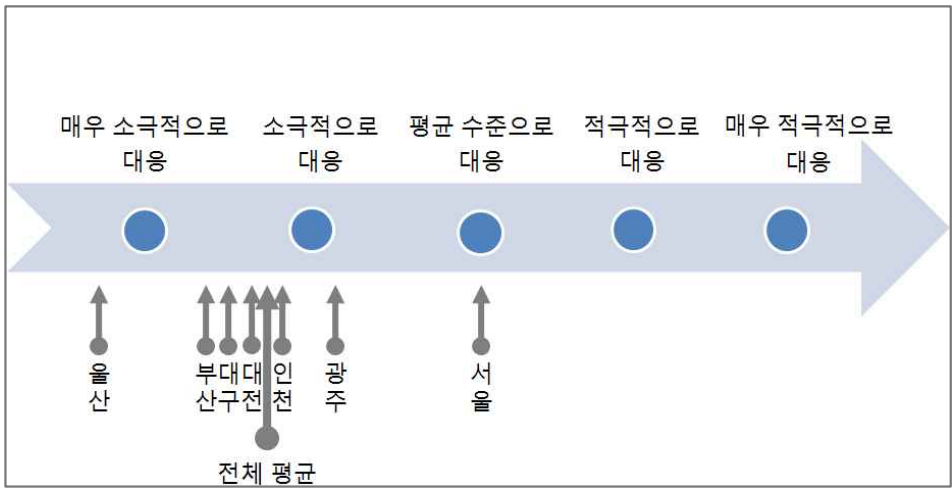 매우 소극적으로
대응
소극적으로
대응
평균 수준으로
대응
적극적으로
대응
매우 적극적으로
대응
울산
부산
대구
대전
인천
광주
서울
전체 평균